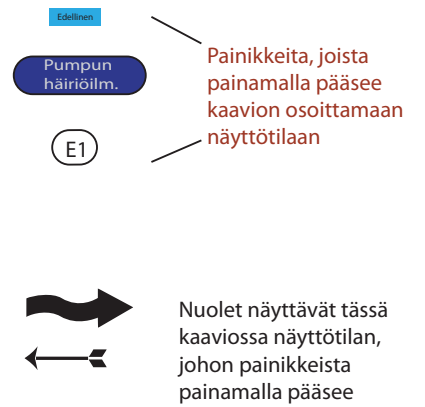 Edellinen
Pumpun
häiriöilm.
E1
Painikkeita, joista
painamalla pääsee
kaavion osoittamaan
näyttötilaan
Nuolet näyttävät tässä
kaaviossa näyttötilan,
johon painikkeista
painamalla pääsee